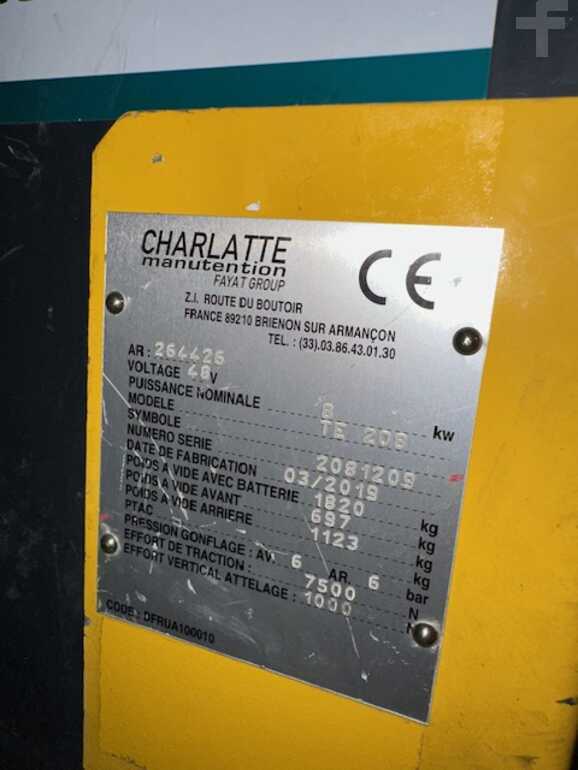 CHARLATTE
manutention
FAYAT GROUP
CE
Z.I. ROUTE DU BOUTOIR
FRANCE 89210 BRIENON SUR ARMANÇON
TEL. : (33).03.86.43.01.30
AR : 264426
VOLTAGE 48V
PUISSANCE NOMINALE 8 kw
MODELE TE 206
SYMBOLE
NUMERO SERIE 2081209
DATE DE FABRICATION 03/2019
POIDS A VIDE AVEC BATTERIE 1820 kg
POIDS A VIDE AVANT 697 kg
POIDS A VIDE ARRIERE 1123 kg
PTAC kg
PRESSION GONFLAGE : AV. 6 AR. 6 bar
EFFORT DE TRACTION : 7500 N
EFFORT VERTICAL ATTELAGE : 1000 N
CODE : DFRUA100010